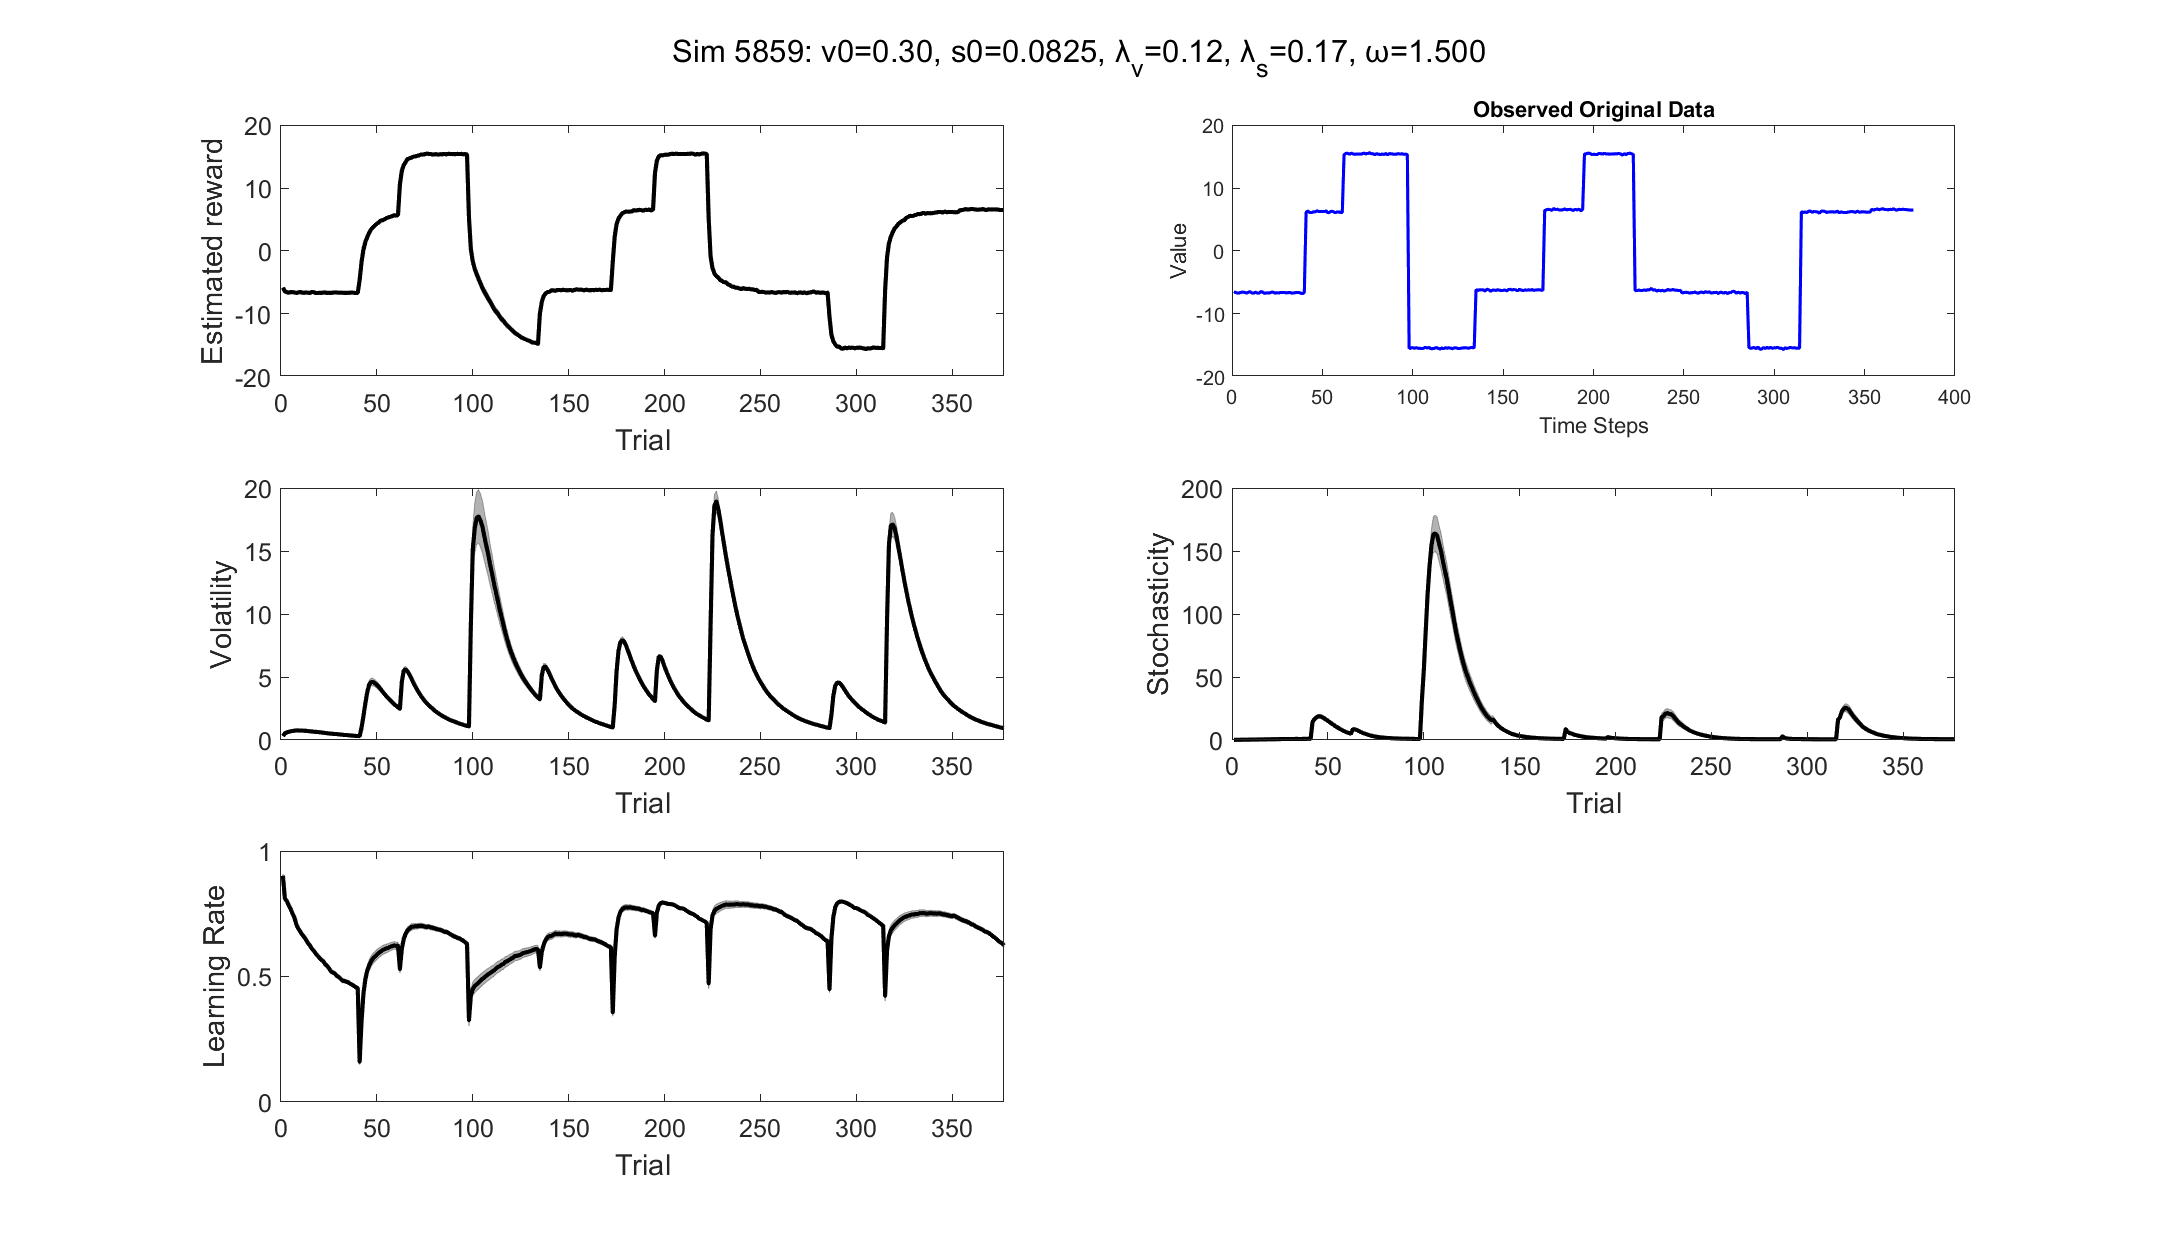 Sim 5859: v0=0.30, s0=0.0825, λv=0.12, λs=0.17, ω=1.500
Estimated reward
20
10
0
-10
-20
0 50 100 150 200 250 300 350
Trial
Observed Original Data
Value
20
10
0
-10
-20
0 50 100 150 200 250 300 350 400
Time Steps
Volatility
20
15
10
5
0
0 50 100 150 200 250 300 350
Trial
Stochasticity
200
150
100
50
0
0 50 100 150 200 250 300 350
Trial
Learning Rate
1
0.5
0
0 50 100 150 200 250 300 350
Trial